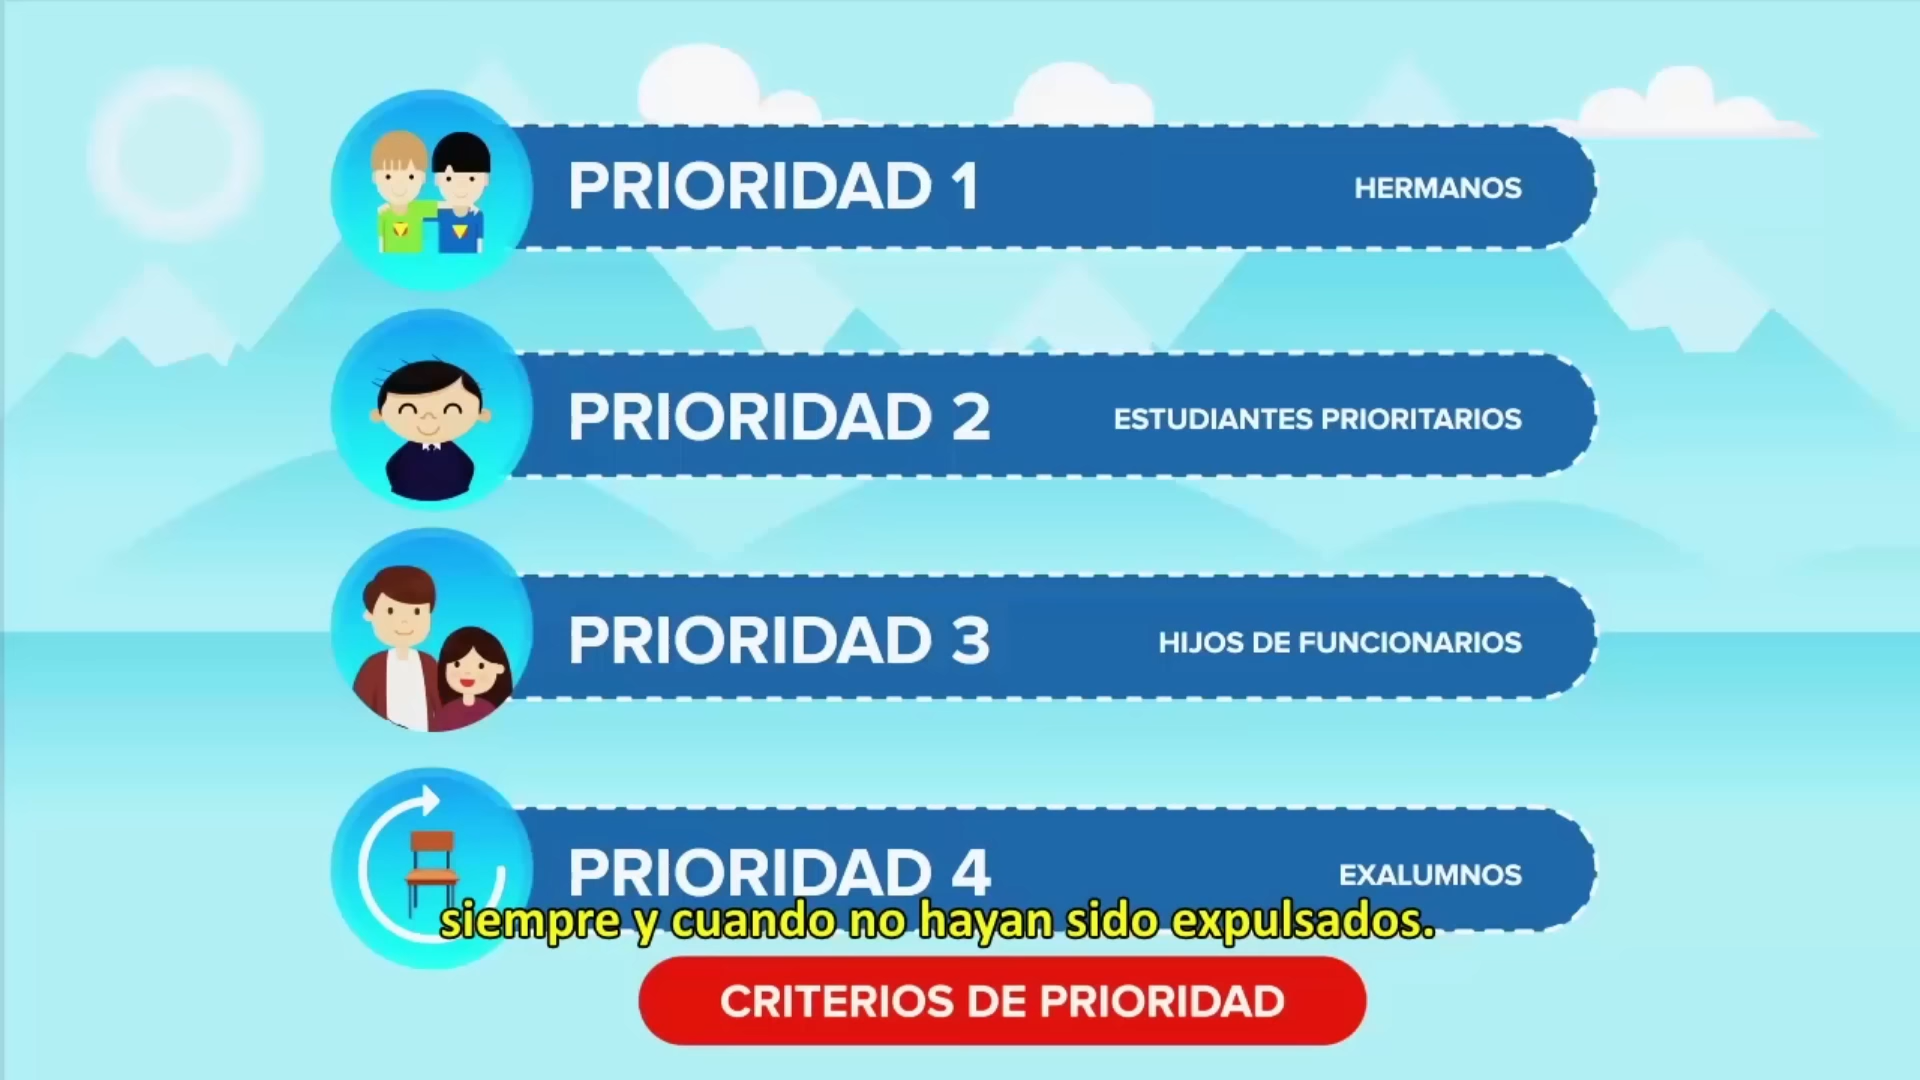 PRIORIDAD 1 HERMANOS
PRIORIDAD 2 ESTUDIANTES PRIORITARIOS
PRIORIDAD 3 HIJOS DE FUNCIONARIOS
PRIORIDAD 4 EXALUMNOS
siempre y cuando no hayan sido expulsados.
CRITERIOS DE PRIORIDAD